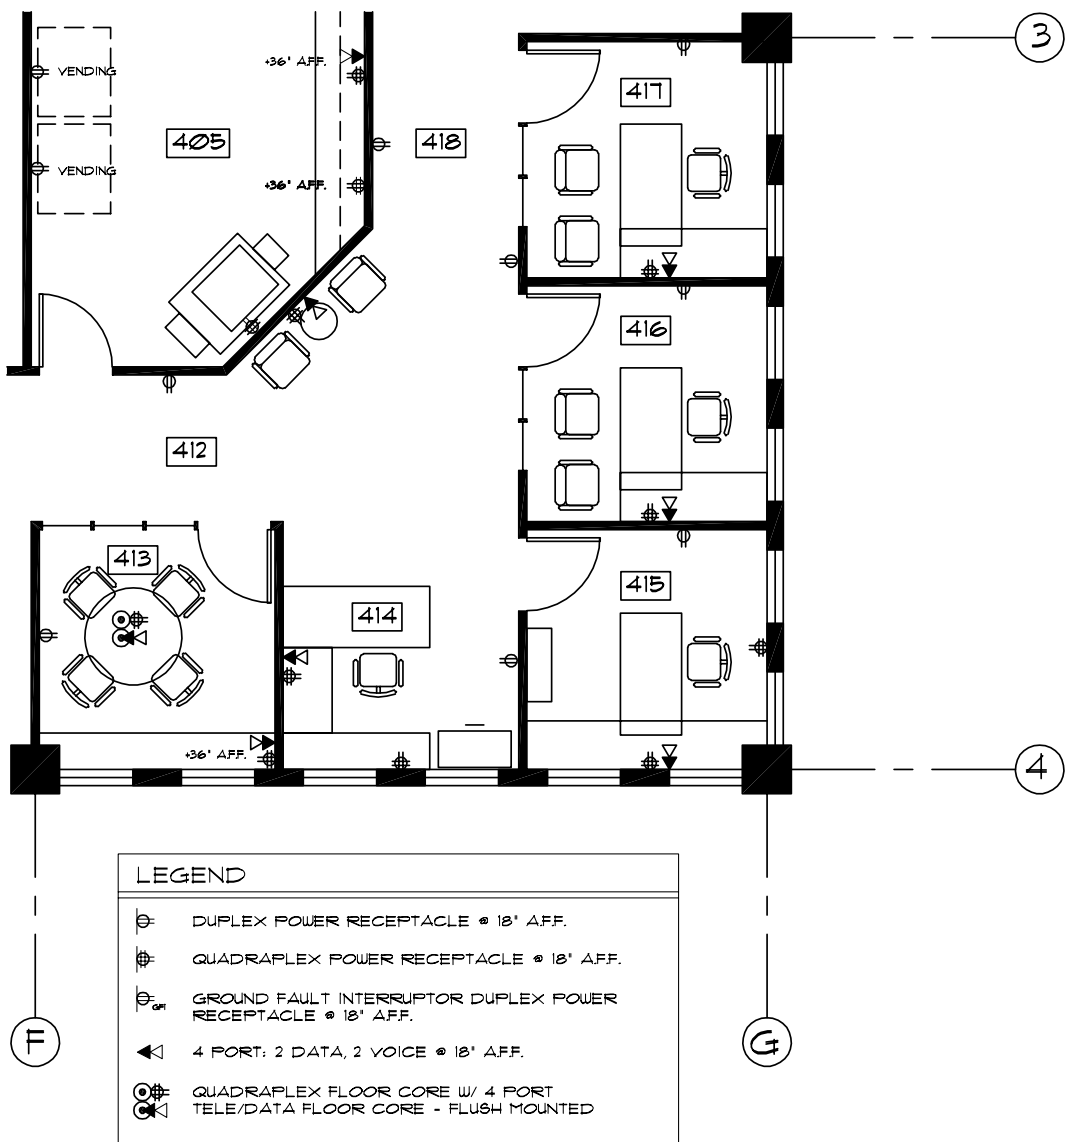 3
+36" A.F.F.
VENDING
417
405
418
VENDING
+36" A.F.F.
416
412
413
415
414
+36" A.F.F.
4
LEGEND
DUPLEX POWER RECEPTACLE @ 18" A.F.F.
QUADRAPLEX POWER RECEPTACLE @ 18" A.F.F.
GFI
GROUND FAULT INTERRUPTOR DUPLEX POWER
RECEPTACLE @ 18" A.F.F.
4 PORT: 2 DATA, 2 VOICE @ 18" A.F.F.
QUADRAPLEX FLOOR CORE W/ 4 PORT
TELE/DATA FLOOR CORE - FLUSH MOUNTED
F
G